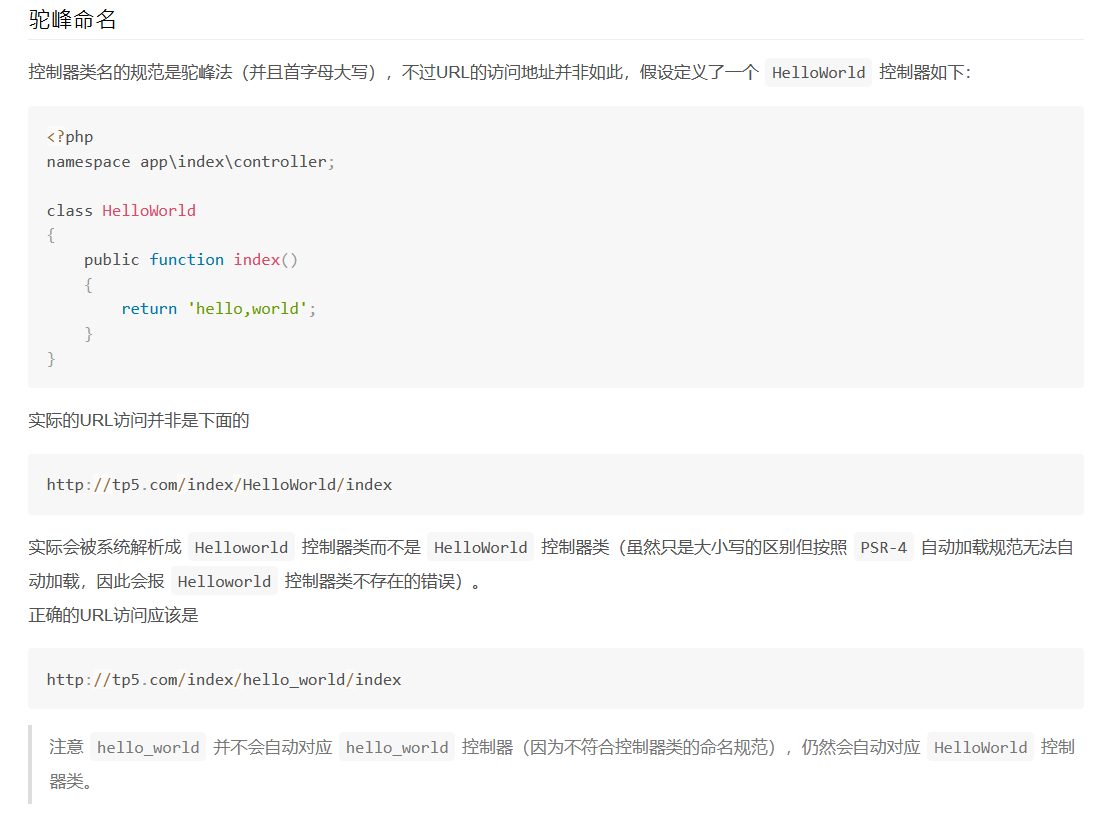 驼峰命名
控制器类名的规范是驼峰法（并且首字母大写），不过URL的访问地址并非如此，假设定义了一个 HelloWorld 控制器如下：
<?php
namespace app\index\controller;
class HelloWorld
{
    public function index()
    {
        return 'hello,world';
    }
}
实际的URL访问并非是下面的
http://tp5.com/index/HelloWorld/index
实际会被系统解析成 Helloworld 控制器类而不是 HelloWorld 控制器类（虽然只是大小写的区别但按照 PSR-4 自动加载规范无法自
动加载，因此会报 Helloworld 控制器类不存在的错误）。
正确的URL访问应该是
http://tp5.com/index/hello_world/index
注意 hello_world 并不会自动对应 hello_world 控制器（因为不符合控制器类的命名规范），仍然会自动对应 HelloWorld 控制
器类。